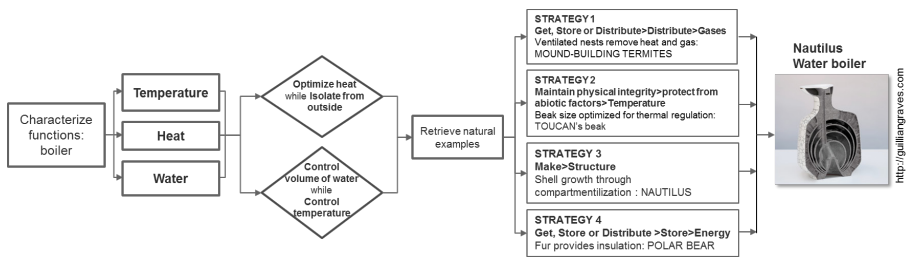 Characterize
functions:
boiler
Temperature
Heat
Water
Optimize heat
while Isolate from
outside
Control
volume of water
while
Control
temperature
Retrieve natural
examples
STRATEGY 1
Get, Store or Distribute>Distribute>Gases
Ventilated nests remove heat and gas:
MOUND-BUILDING TERMITES
STRATEGY2
Maintain physical integrity>protect from
abiotic factors>Temperature
Beak size optimized for thermal regulation:
TOUCAN's beak
STRATEGY 3
Make>Structure
Shell growth through
compartmentilization : NAUTILUS
STRATEGY 4
Get, Store or Distribute >Store>Energy
Fur provides insulation: POLAR BEAR
Nautilus
Water boiler
http://guilliangraves.com